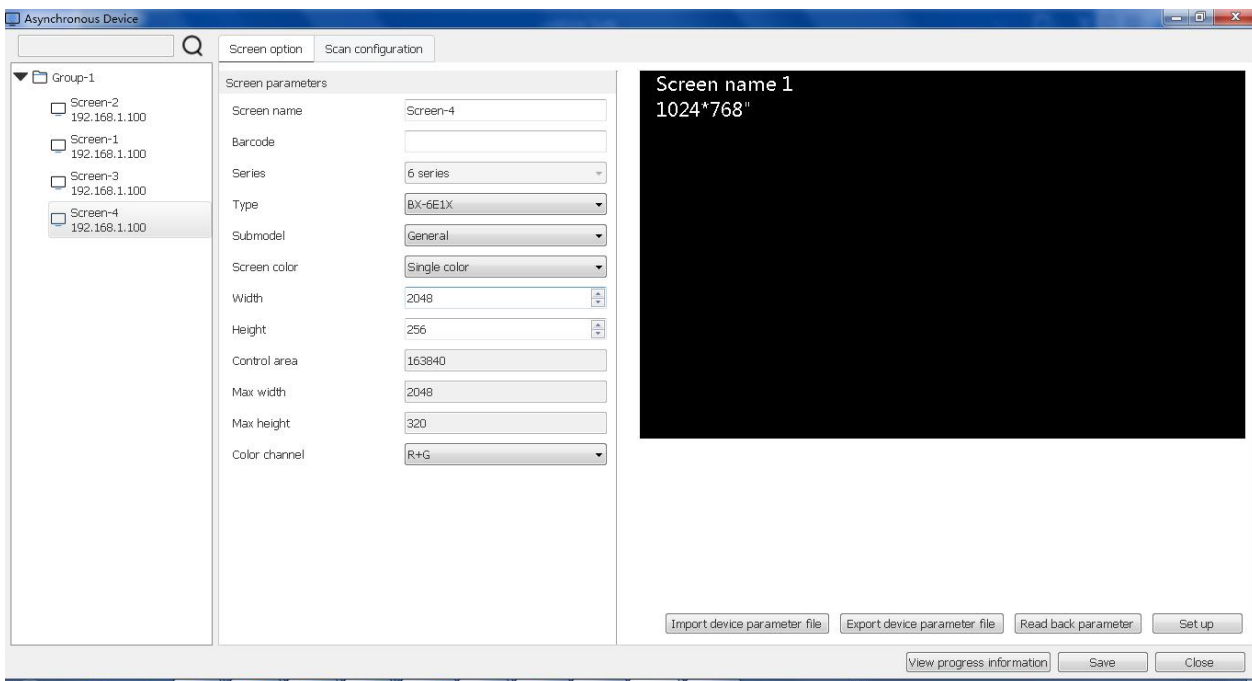 Asynchronous Device
Screen option Scan configuration
Group-1
Screen-2
192.168.1.100
Screen-1
192.168.1.100
Screen-3
192.168.1.100
Screen-4
192.168.1.100
Screen parameters
Screen name Screen-4
Barcode
Series 6 series
Type BX-6E1X
Submodel General
Screen color Single color
Width 2048
Height 256
Control area 163840
Max width 2048
Max height 320
Color channel R+G
Screen name 1
1024*768"
Import device parameter file Export device parameter file Read back parameter Set up
View progress information Save Close